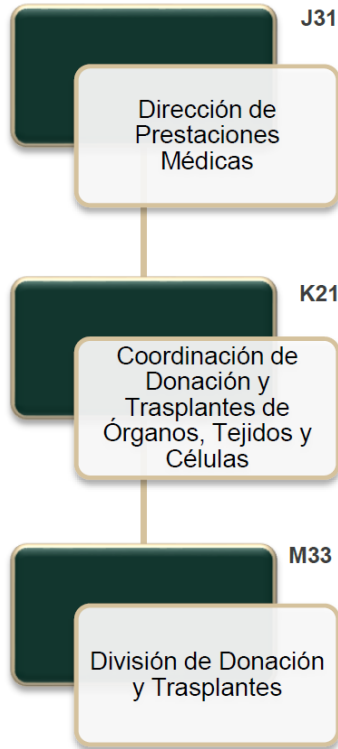 J31
Dirección de
Prestaciones
Médicas
K21
Coordinación de
Donación y
Trasplantes de
Órganos, Tejidos y
Células
M33
División de Donación
y Trasplantes